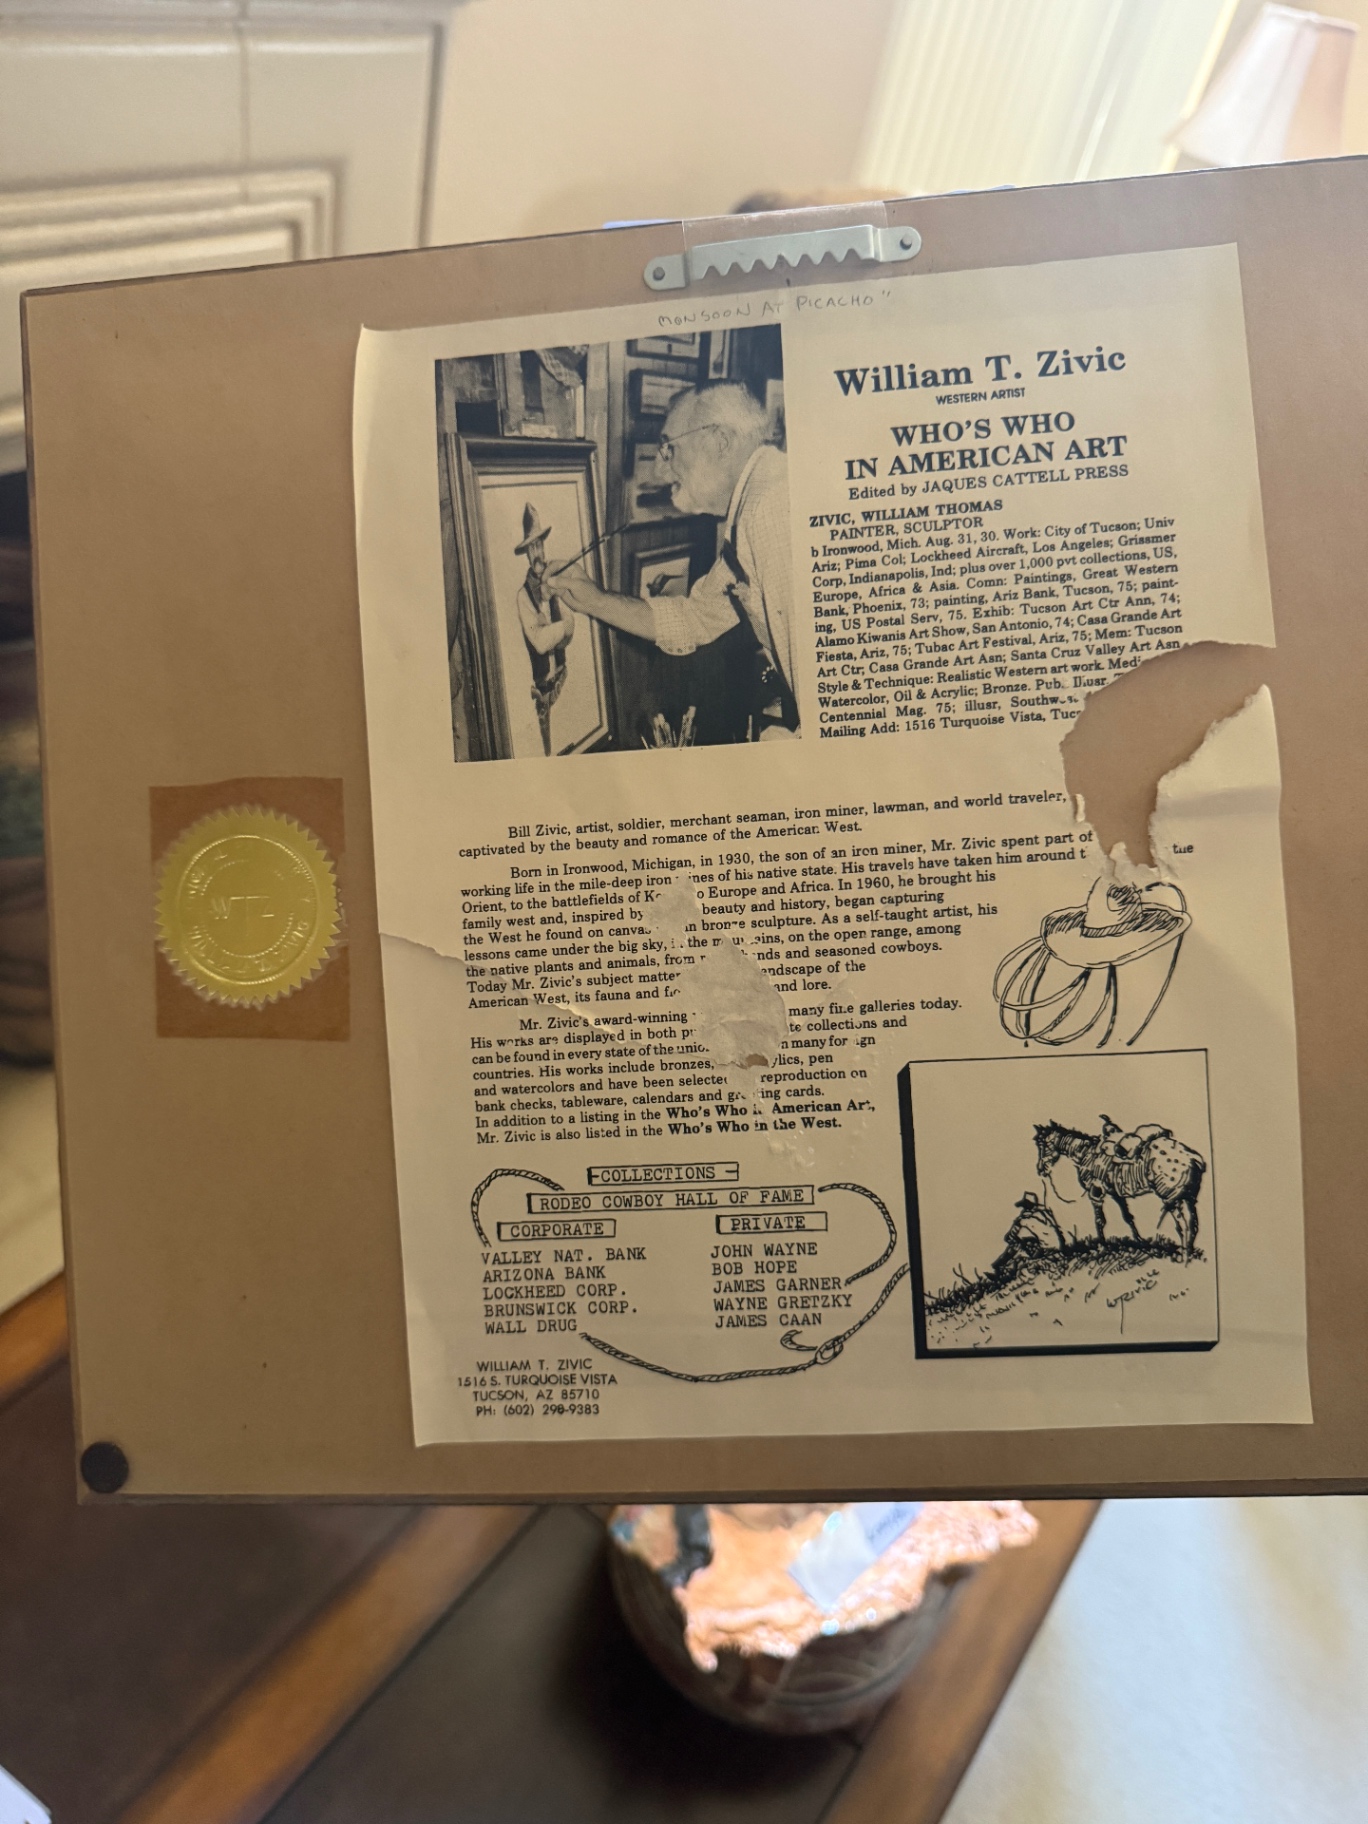 MONSOON AT PICACHO"
William T. Zivic
WESTERN ARTIST
WHO'S WHO
IN AMERICAN ART
Edited by JAQUES CATTELL PRESS
ZIVIC, WILLIAM THOMAS
PAINTER, SCULPTOR
b Ironwood, Mich. Aug. 31, 30. Work: City of Tucson; Univ
Ariz; Pima Col; Lockheed Aircraft, Los Angeles; Grissmer
Corp, Indianapolis, Ind; plus over 1,000 pvt collections, US,
Europe, Africa & Asia. Comn: Paintings, Great Western
Bank, Phoenix, 73; painting, Ariz Bank, Tucson, 75; paint-
ing, US Postal Serv, 75. Exhib: Tucson Art Ctr Ann, 74;
Alamo Kiwanis Art Show, San Antonio, 74; Casa Grande Art
Fiesta, Ariz, 75; Tubac Art Festival, Ariz, 75; Mem: Tucson
Art Ctr; Casa Grande Art Asn; Santa Cruz Valley Art Asn
Style & Technique: Realistic Western art work.
Watercolor, Oil & Acrylic; Bronze. Pub. Illusr.
Centennial Mag. 75; illusr,
Mailing Add: 1516 Turquoise Vista,
Bill Zivic, artist, soldier, merchant seaman, iron miner, lawman, and world traveler,
captivated by the beauty and romance of the American West.
Born in Ironwood, Michigan, in 1930, the son of an iron miner, Mr. Zivic spent part of
working life in the mile-deep iron of his native state. His travels have taken him around the
Orient, to the battlefields of Europe and Africa. In 1960, he brought his
family west and, inspired by beauty and history, began capturing
the West he found on canvas bronze sculpture. As a self-taught artist, his
lessons came under the big sky, the mountains, on the open range, among
the native plants and animals, from and seasoned cowboys.
Today Mr. Zivic's subject matter of the
American West, its fauna and and lore.
Mr. Zivic's award-winning many fine galleries today.
His works are displayed in both collections and
can be found in every state of the union many foreign
countries. His works include bronzes, pen
and watercolors and have been selected reproduction on
bank checks, tableware, calendars and greeting cards.
In addition to a listing in the Who's Who in American Art,
Mr. Zivic is also listed in the Who's Who in the West.
COLLECTIONS
RODEO COWBOY HALL OF FAME
CORPORATE
VALLEY NAT. BANK
ARIZONA BANK
LOCKHEED CORP.
BRUNSWICK CORP.
WALL DRUG
PRIVATE
JOHN WAYNE
BOB HOPE
JAMES GARNER
WAYNE GRETZKY
JAMES CAAN
WILLIAM T. ZIVIC
1516 S. TURQUOISE VISTA
TUCSON, AZ 85710
PH: (602) 298-9383
WTZ